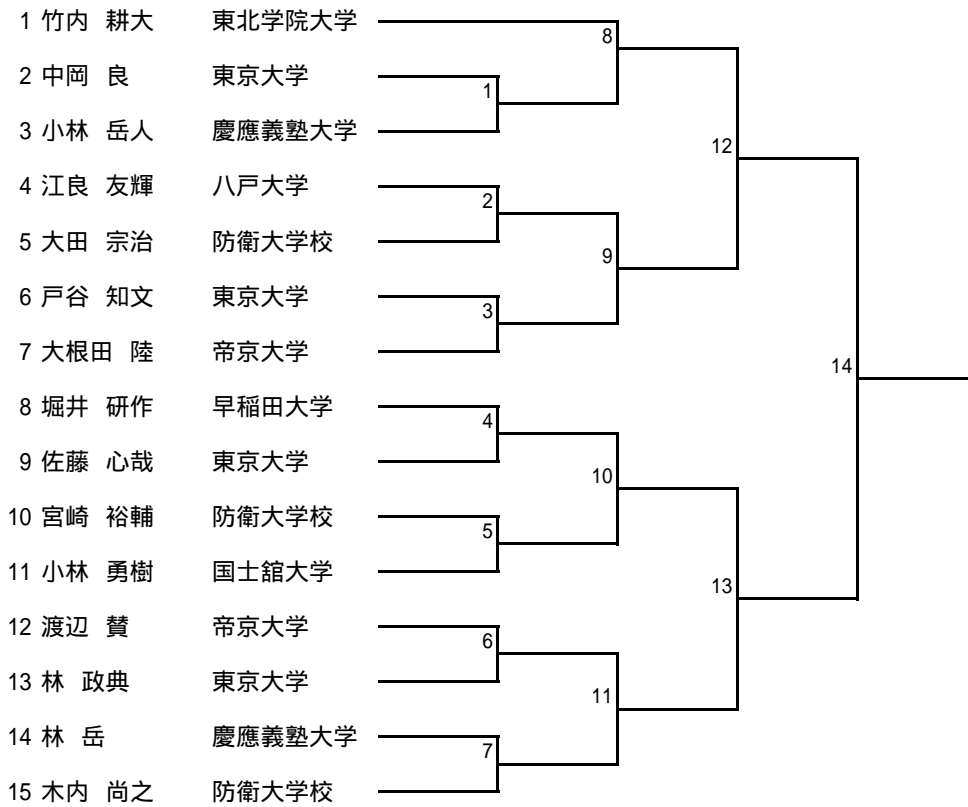 1 竹内 耕大 東北学院大学
8
2 中岡 良 東京大学
1
3 小林 岳人 慶應義塾大学
12
4 江良 友輝 八戸大学
2
5 大田 宗治 防衛大学校
9
6 戸谷 知文 東京大学
3
7 大根田 陸 帝京大学
14
8 堀井 研作 早稲田大学
4
9 佐藤 心哉 東京大学
10
10 宮崎 裕輔 防衛大学校
5
11 小林 勇樹 国士舘大学
13
12 渡辺 賛 帝京大学
6
13 林 政典 東京大学
11
14 林 岳 慶應義塾大学
7
15 木内 尚之 防衛大学校